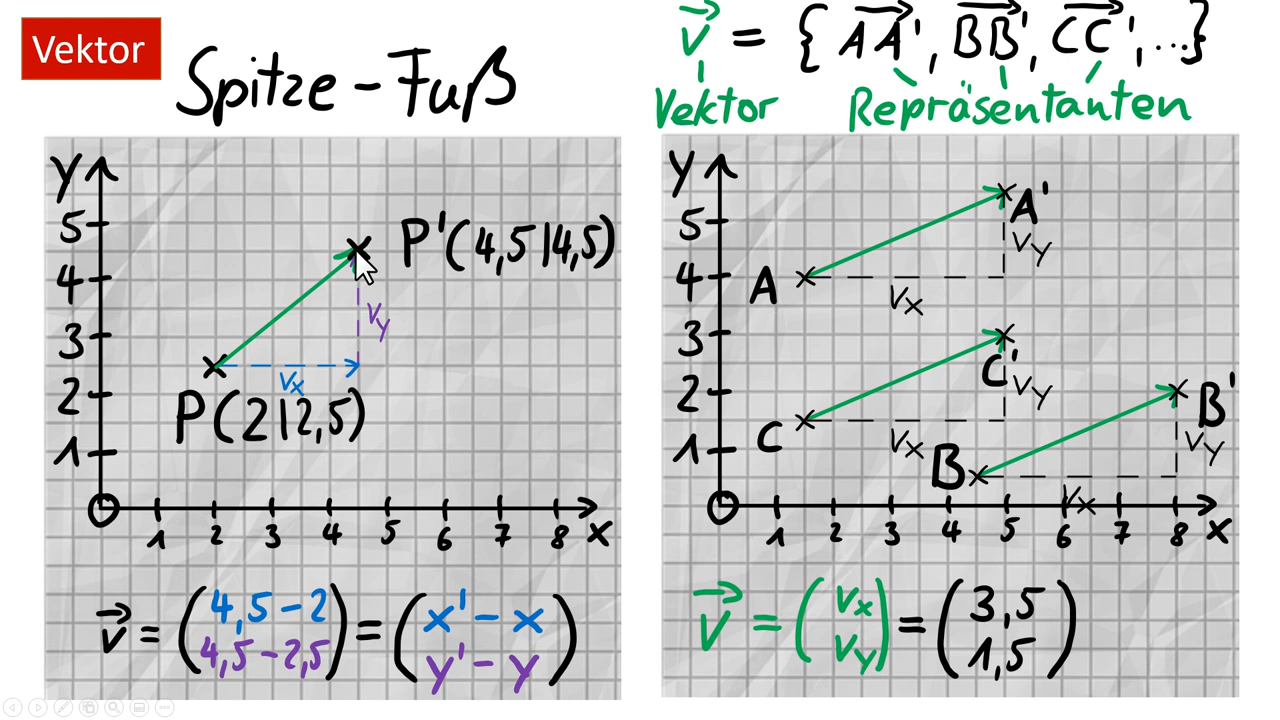 Vektor
Spitze - Fuß
y
5
4
3
2
1
O
1 2 3 4 5 6 7 8 x
P'(4,5|4,5)
P(2|2,5)
vx
vy
v⃗ = (4,5 - 2
4,5 - 2,5) = (x' - x
y' - y)
v⃗ = { AA'⃗, BB'⃗, CC'⃗, ...}
Vektor Repräsentanten
y
5
4
3
2
1
O
1 2 3 4 5 6 7 8 x
A'
vy
A
vx
C'
vy
C
vx
B'
vy
B
vx
v⃗ = (vx
vy) = (3,5
1,5)